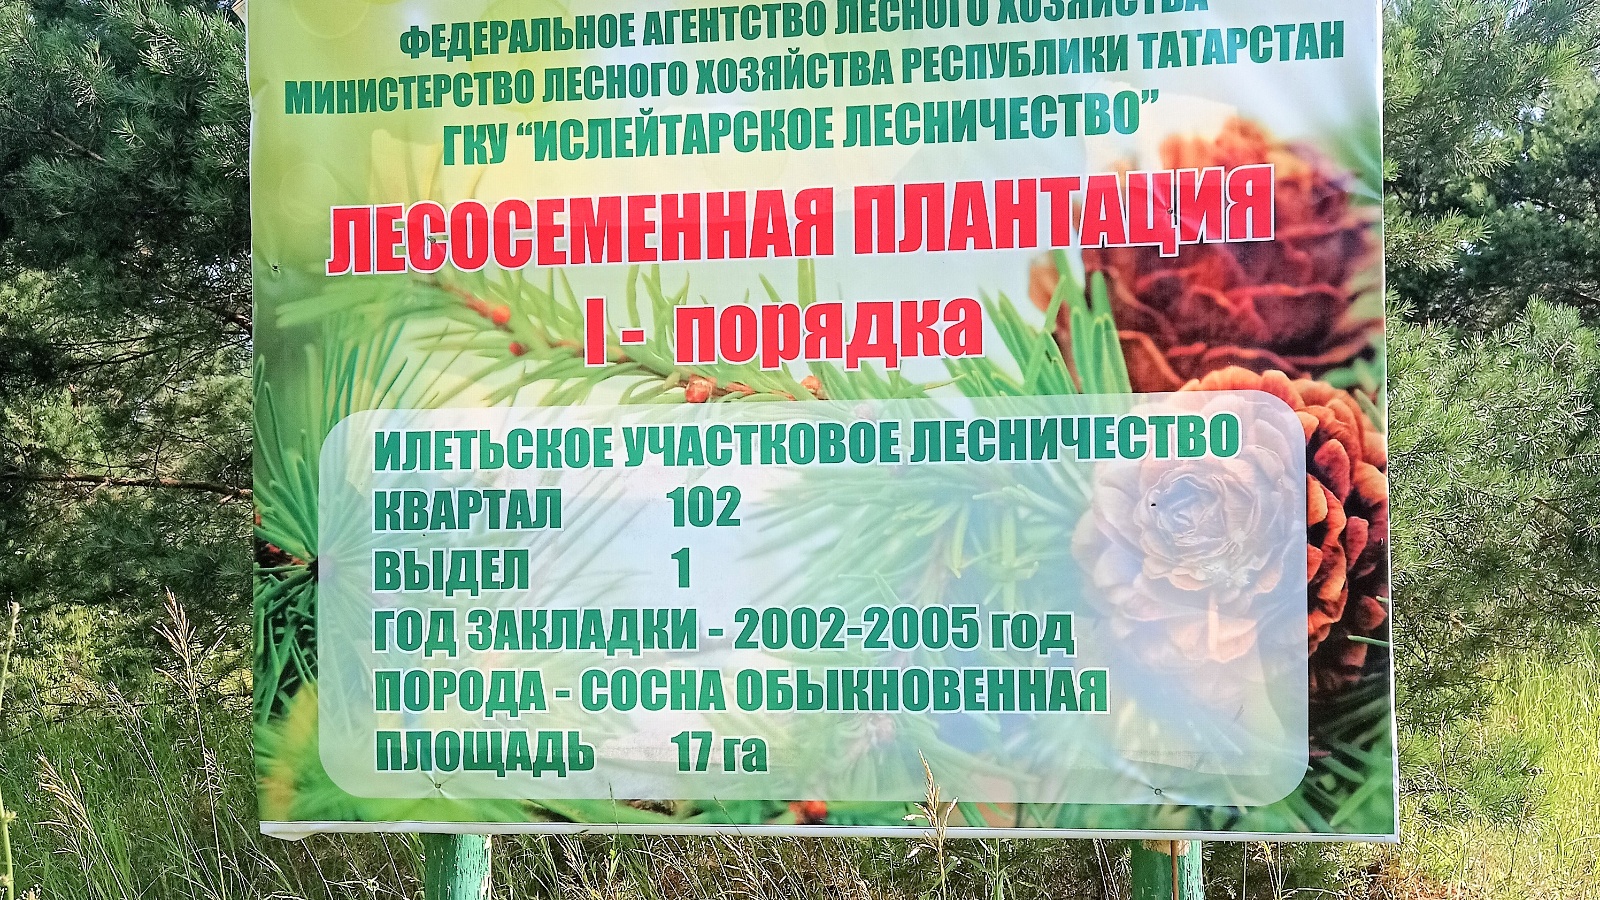 ФЕДЕРАЛЬНОЕ АГЕНТСТВО ЛЕСНОГО ХОЗЯЙСТВА
МИНИСТЕРСТВО ЛЕСНОГО ХОЗЯЙСТВА РЕСПУБЛИКИ ТАТАРСТАН
ГКУ “ИСЛЕЙТАРСКОЕ ЛЕСНИЧЕСТВО”
ЛЕСОСЕМЕННАЯ ПЛАНТАЦИЯ
I - порядка
ИЛЕТЬСКОЕ УЧАСТКОВОЕ ЛЕСНИЧЕСТВО
КВАРТАЛ 102
ВЫДЕЛ 1
ГОД ЗАКЛАДКИ - 2002-2005 год
ПОРОДА - СОСНА ОБЫКНОВЕННАЯ
ПЛОЩАДЬ 17 га